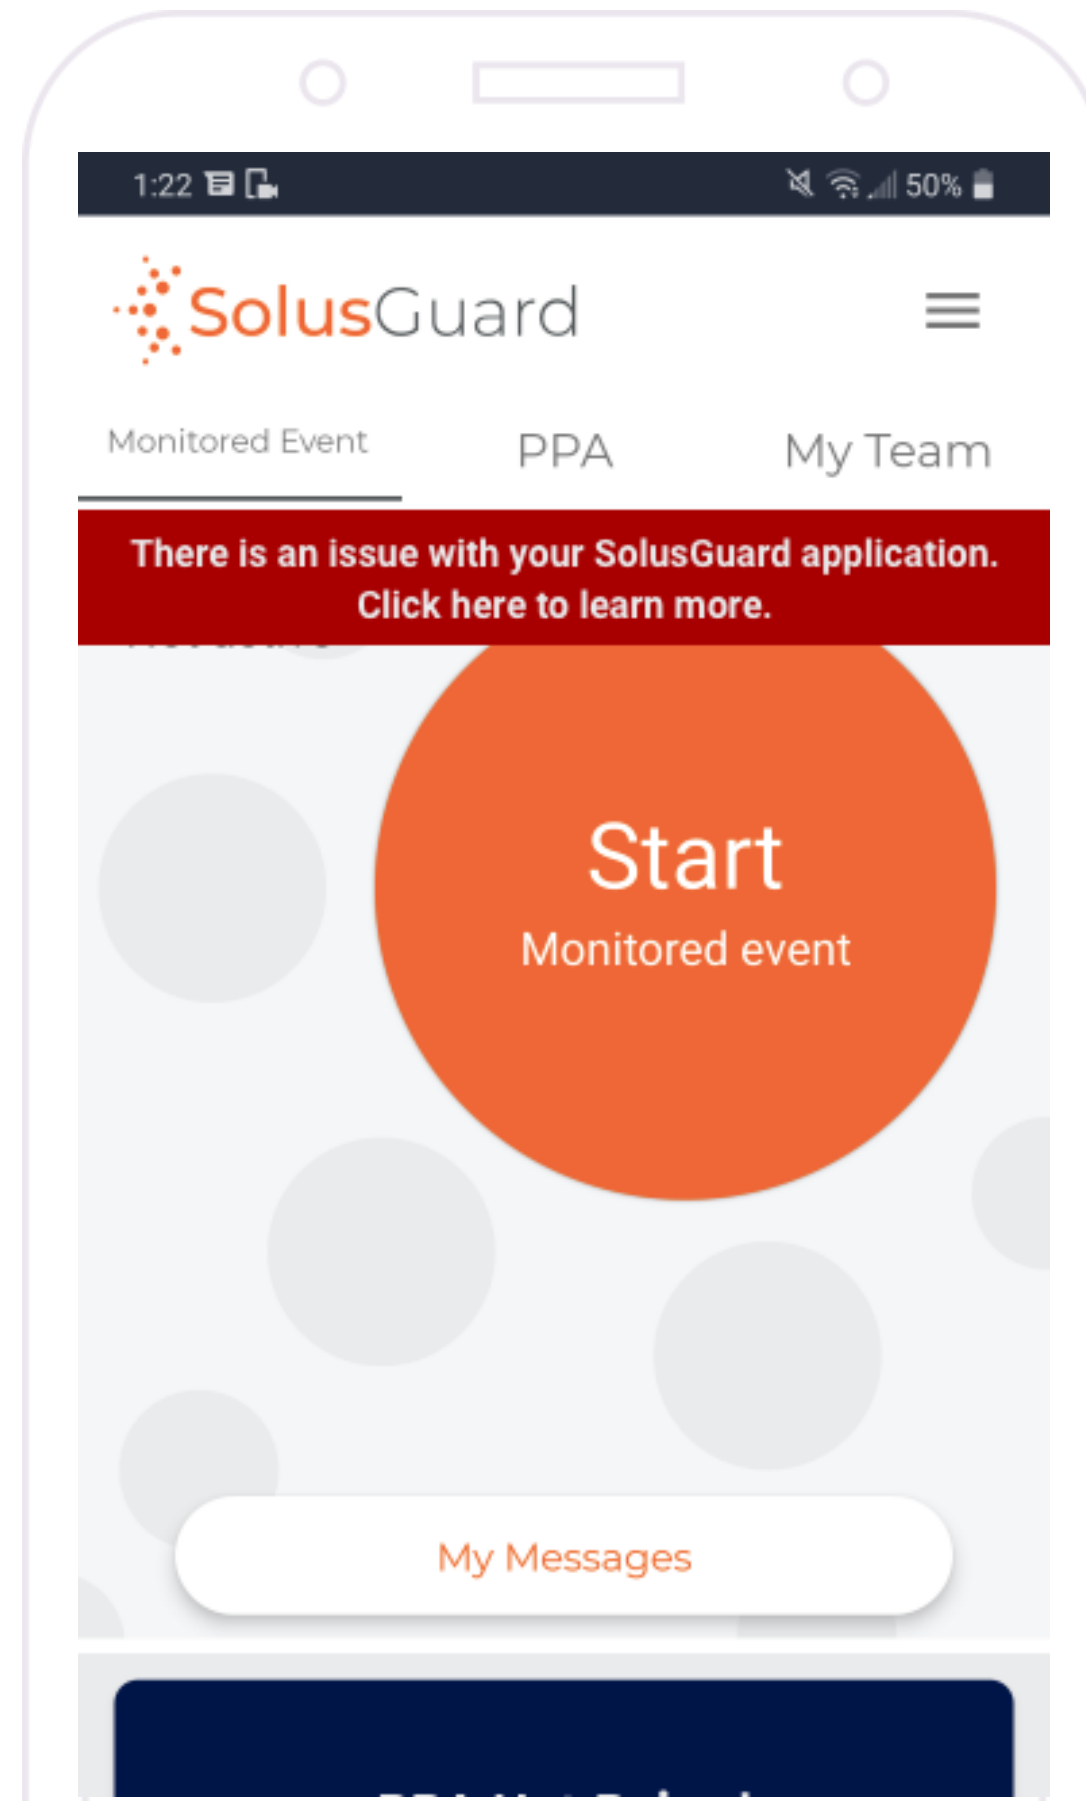 1:22 50%
SolusGuard
Monitored Event PPA My Team
There is an issue with your SolusGuard application.
Click here to learn more.
Start
Monitored event
My Messages